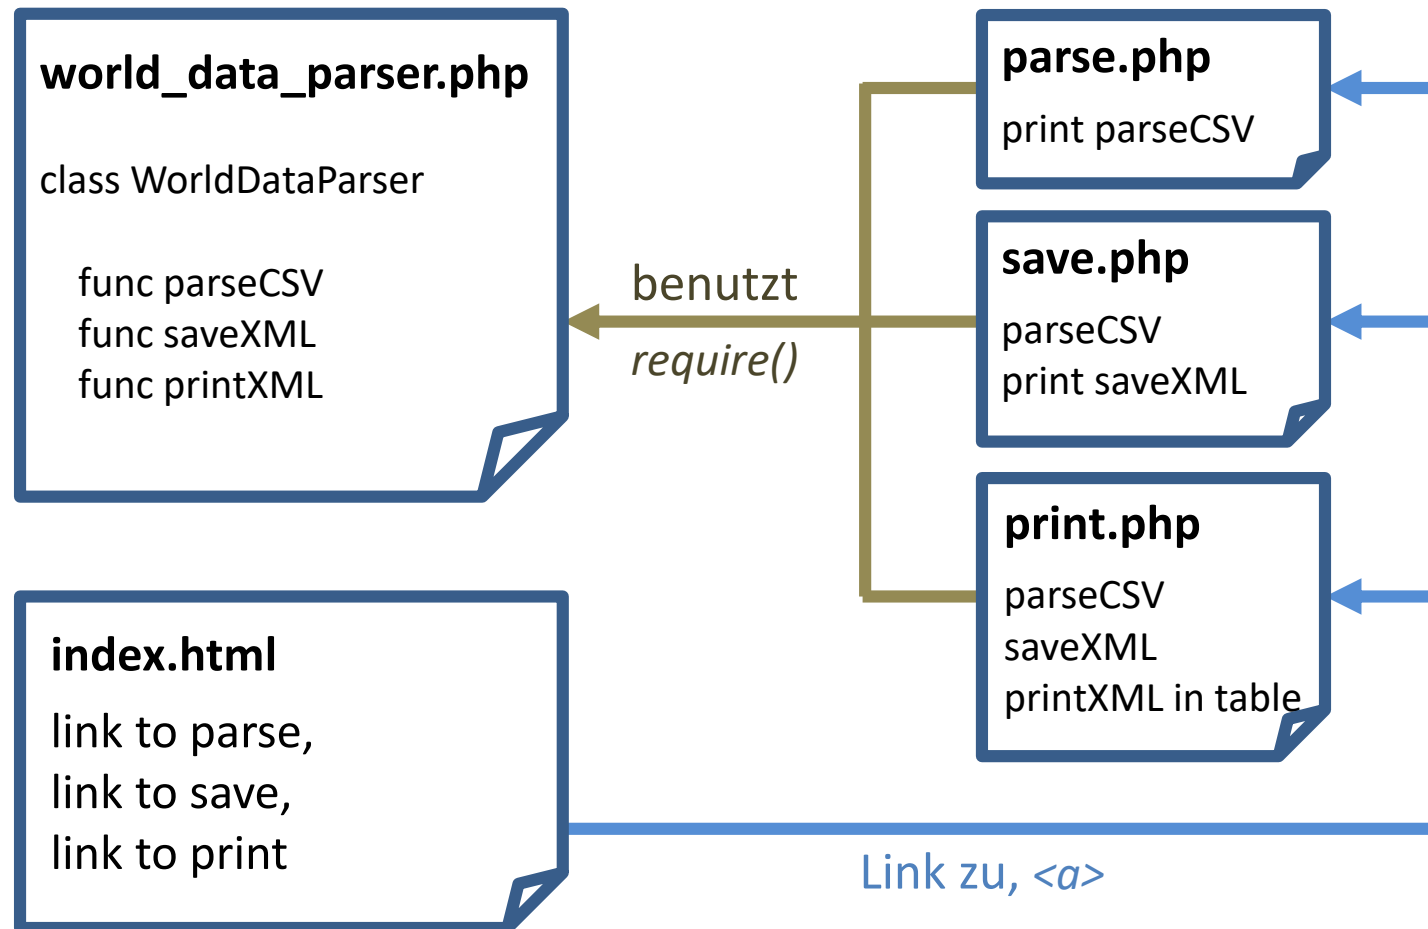 world_data_parser.php
class WorldDataParser
func parseCSV
func saveXML
func printXML
benutzt
require()
parse.php
print parseCSV
save.php
parseCSV
print saveXML
print.php
parseCSV
saveXML
printXML in table
index.html
link to parse,
link to save,
link to print
Link zu, <a>